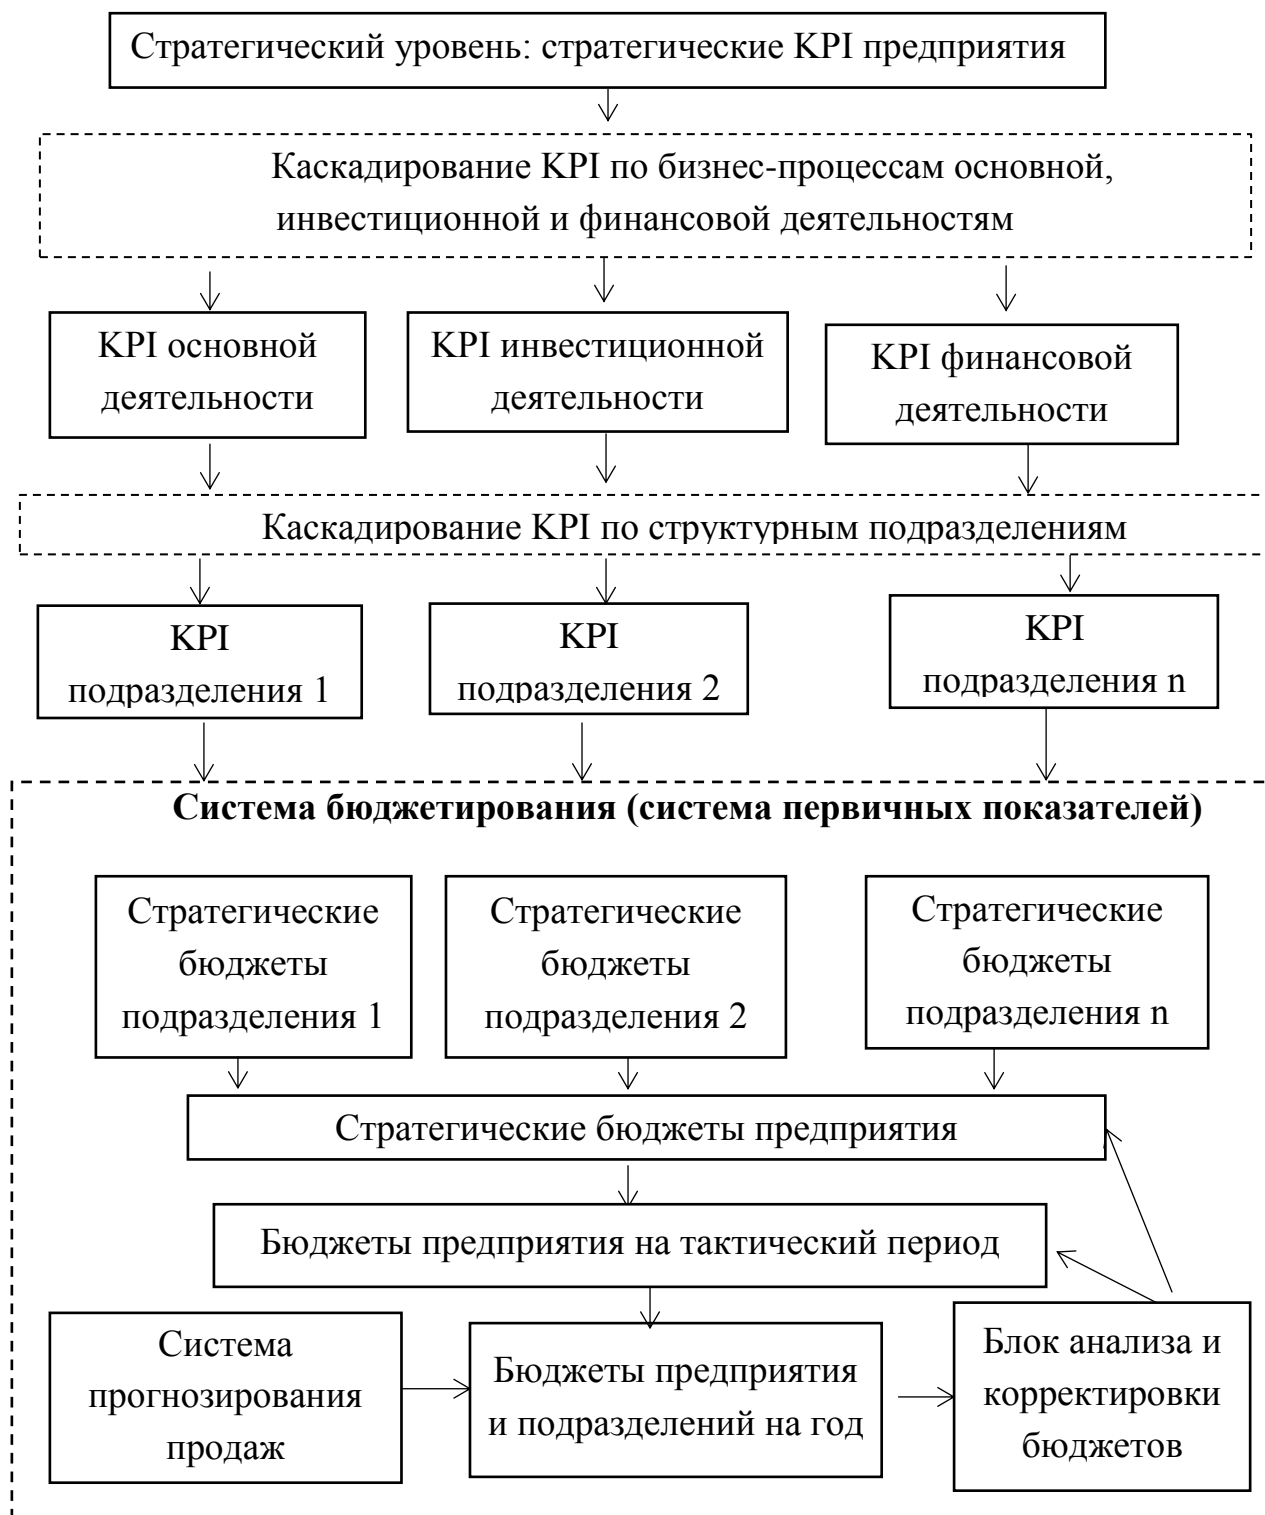 Стратегический уровень: стратегические KPI предприятия
Каскадирование KPI по бизнес-процессам основной,
инвестиционной и финансовой деятельностям
KPI основной
деятельности
KPI инвестиционной
деятельности
KPI финансовой
деятельности
Каскадирование KPI по структурным подразделениям
KPI
подразделения 1
KPI
подразделения 2
KPI
подразделения n
Система бюджетирования (система первичных показателей)
Стратегические
бюджеты
подразделения 1
Стратегические
бюджеты
подразделения 2
Стратегические
бюджеты
подразделения n
Стратегические бюджеты предприятия
Бюджеты предприятия на тактический период
Система
прогнозирования
продаж
Бюджеты предприятия
и подразделений на год
Блок анализа и
корректировки
бюджетов